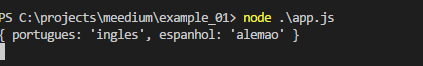 PS C:\projects\meedium\example_01> node .\app.js
{ portugues: 'ingles', espanhol: 'alemao' }